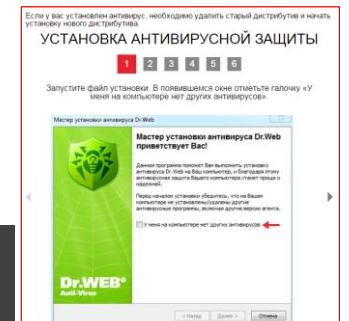 Если у вас установлен антивирус, необходимо удалить старый дистрибутив и начать
установку нового дистрибутива.
УСТАНОВКА АНТИВИРУСНОЙ ЗАЩИТЫ
1 2 3 4 5 6
Запустите файл установки. В появившемся окне отметьте галочку «У
меня на компьютере нет других антивирусов».
Мастер установки антивируса Dr.Web
Мастер установки антивируса Dr.Web
приветствует Вас!
Данная программа поможет Вам выполнить установку
антивируса Dr.Web на Ваш компьютер, и благодаря этому
антивирусная защита Вашего компьютера станет проще и
надежней.
Перед началом установки убедитесь, что на Вашем
компьютере не установлены/удалены другие
антивирусные программы, включая другие версии агента.
У меня на компьютере нет других антивирусов
Dr.WEB®
Anti-Virus
< Назад Далее > Отмена